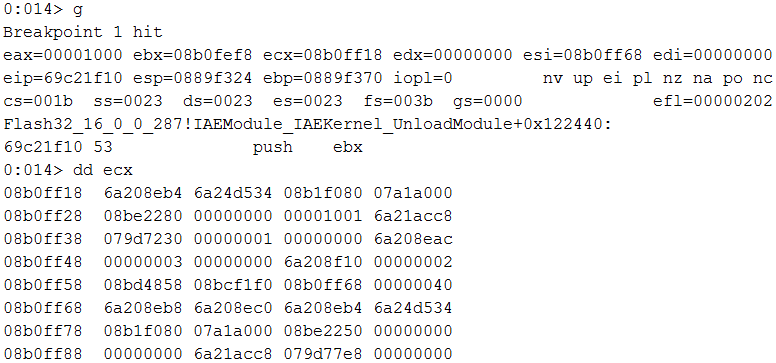 0:014> g
Breakpoint 1 hit
eax=00001000 ebx=08b0fef8 ecx=08b0ff18 edx=00000000 esi=08b0ff68 edi=00000000
eip=69c21f10 esp=0889f324 ebp=0889f370 iopl=0 nv up ei pl nz na po nc
cs=001b ss=0023 ds=0023 es=0023 fs=003b gs=0000 efl=00000202
Flash32_16_0_0_287!IAEModule_IAEKernel_UnloadModule+0x122440:
69c21f10 53 push ebx
0:014> dd ecx
08b0ff18 6a208eb4 6a24d534 08b1f080 07a1a000
08b0ff28 08be2280 00000000 00001001 6a21acc8
08b0ff38 079d7230 00000001 00000000 6a208eac
08b0ff48 00000003 00000000 6a208f10 00000002
08b0ff58 08bd4858 08bcf1f0 08b0ff68 00000040
08b0ff68 6a208eb8 6a208ec0 6a208eb4 6a24d534
08b0ff78 08b1f080 07a1a000 08be2250 00000000
08b0ff88 00000000 6a21acc8 079d77e8 00000000